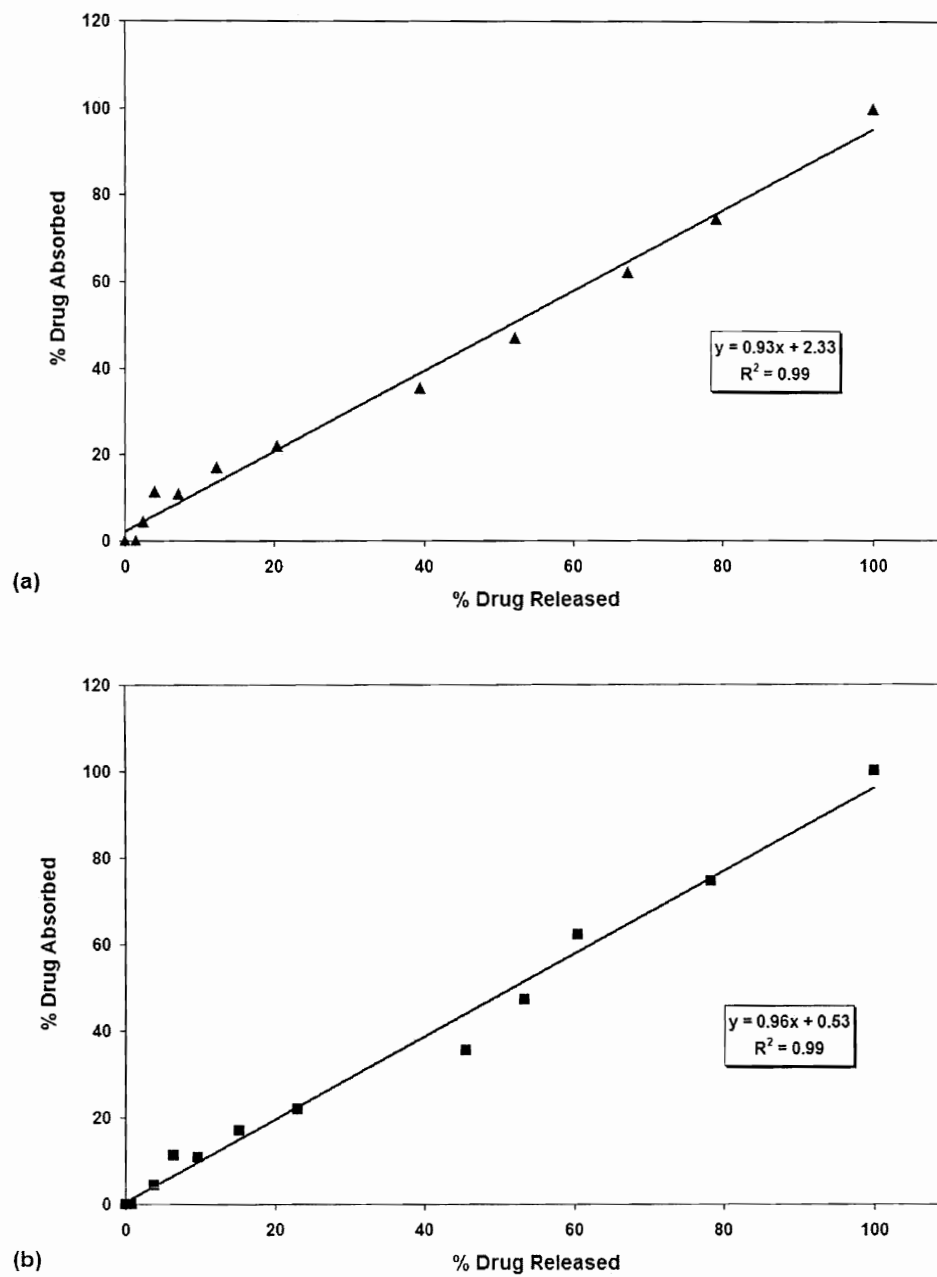 120
100
80
60
40
20
0
% Drug Absorbed
y = 0.93x + 2.33
R² = 0.99
0 20 40 60 80 100
% Drug Released
(a)
120
100
80
60
40
20
0
% Drug Absorbed
y = 0.96x + 0.53
R² = 0.99
0 20 40 60 80 100
% Drug Released
(b)